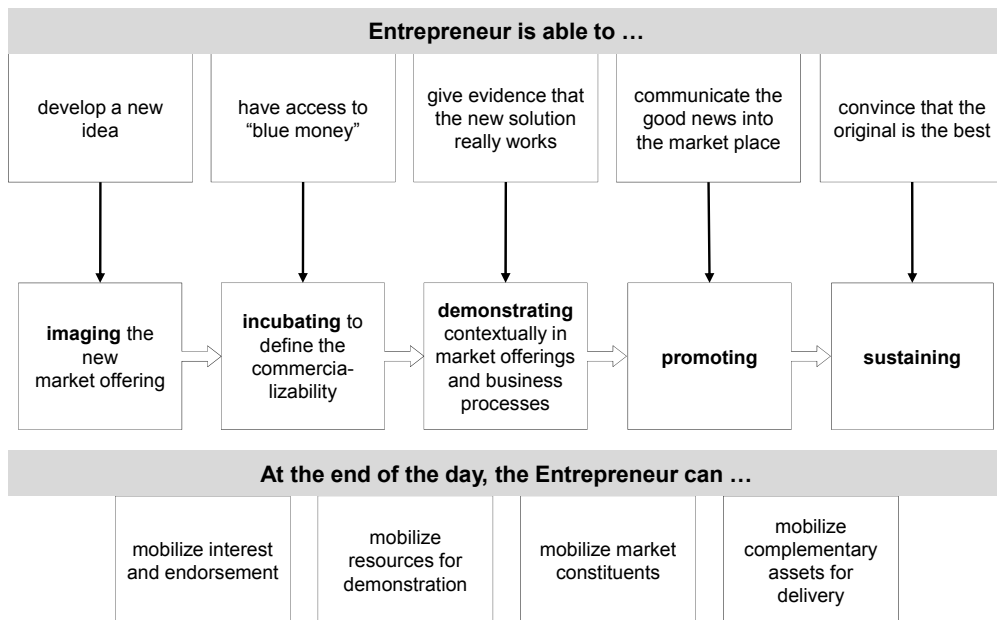 Entrepreneur is able to …
develop a new
idea
have access to
“blue money”
give evidence that
the new solution
really works
communicate the
good news into
the market place
convince that the
original is the best
imaging the
new
market offering
incubating to
define the
commercia-
lizability
demonstrating
contextually in
market offerings
and business
processes
promoting
sustaining
At the end of the day, the Entrepreneur can …
mobilize interest
and endorsement
mobilize
resources for
demonstration
mobilize market
constituents
mobilize
complementary
assets for
delivery